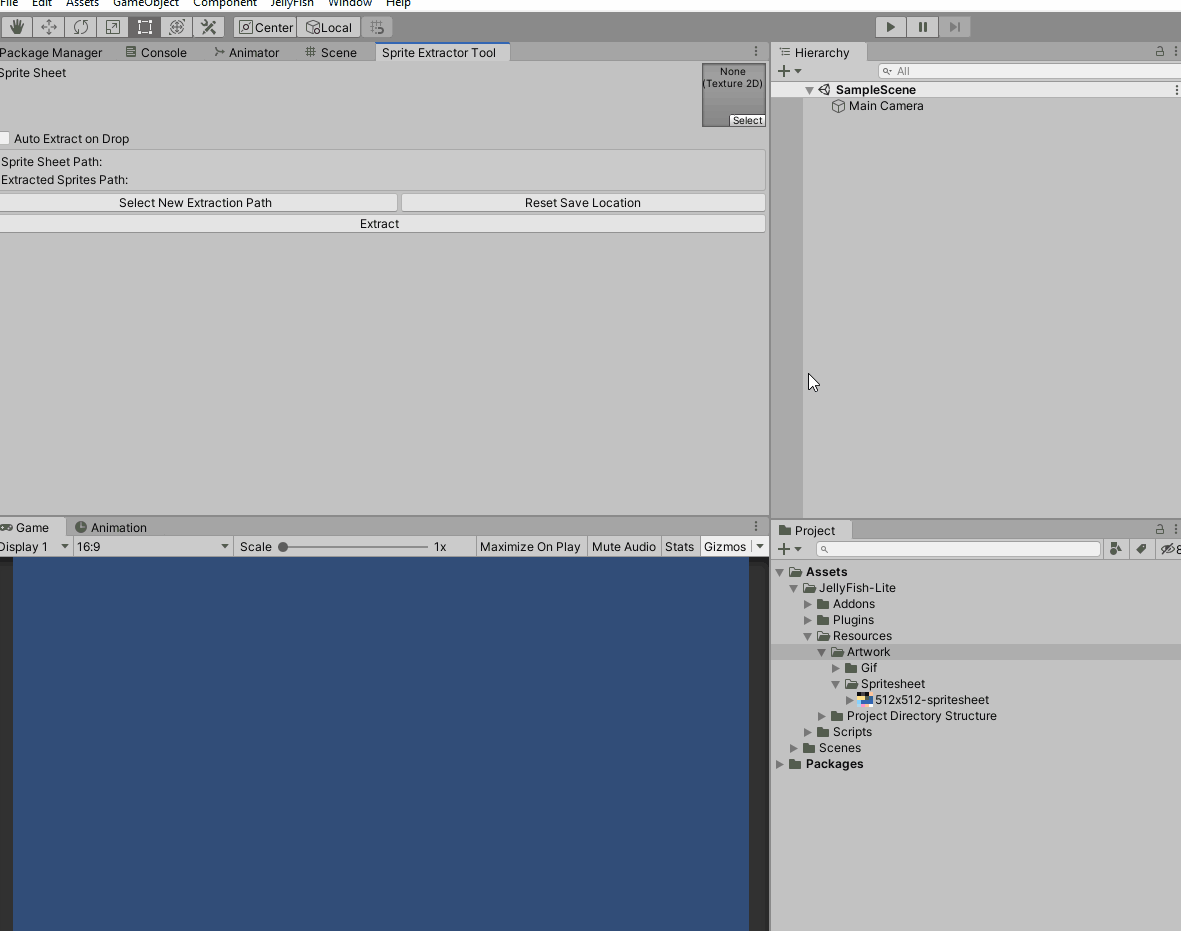 File Edit Assets GameObject Component JellyFish Window Help
Center Local
Package Manager Console Animator Scene Sprite Extractor Tool
Sprite Sheet
None
(Texture 2D)
Select
Auto Extract on Drop
Sprite Sheet Path:
Extracted Sprites Path:
Select New Extraction Path Reset Save Location
Extract
Hierarchy
All
SampleScene
Main Camera
Game Animation
Display 1 16:9 Scale 1x Maximize On Play Mute Audio Stats Gizmos
Project
8
Assets
JellyFish-Lite
Addons
Plugins
Resources
Artwork
Gif
Spritesheet
512x512-spritesheet
Project Directory Structure
Scripts
Scenes
Packages